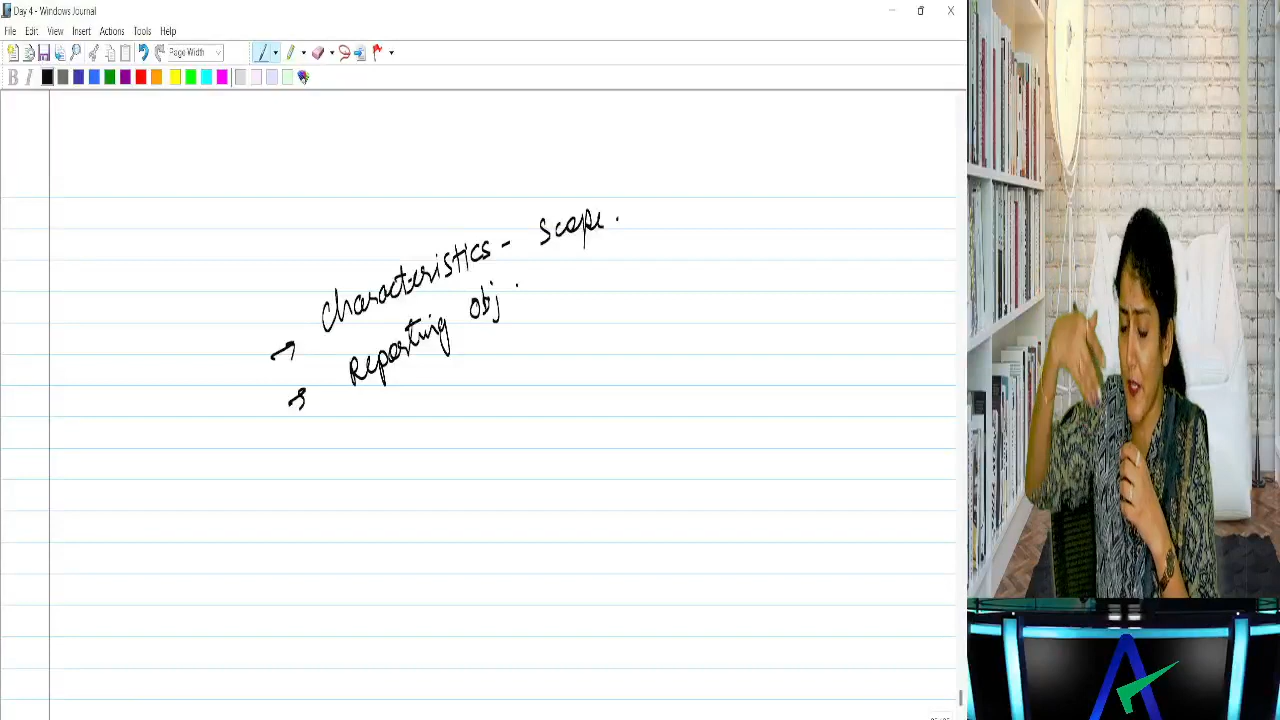 Day 4 - Windows Journal
File Edit View Insert Actions Tools Help
Page Width
B I
→ Characteristics - Scope.
→ Reporting Obj.